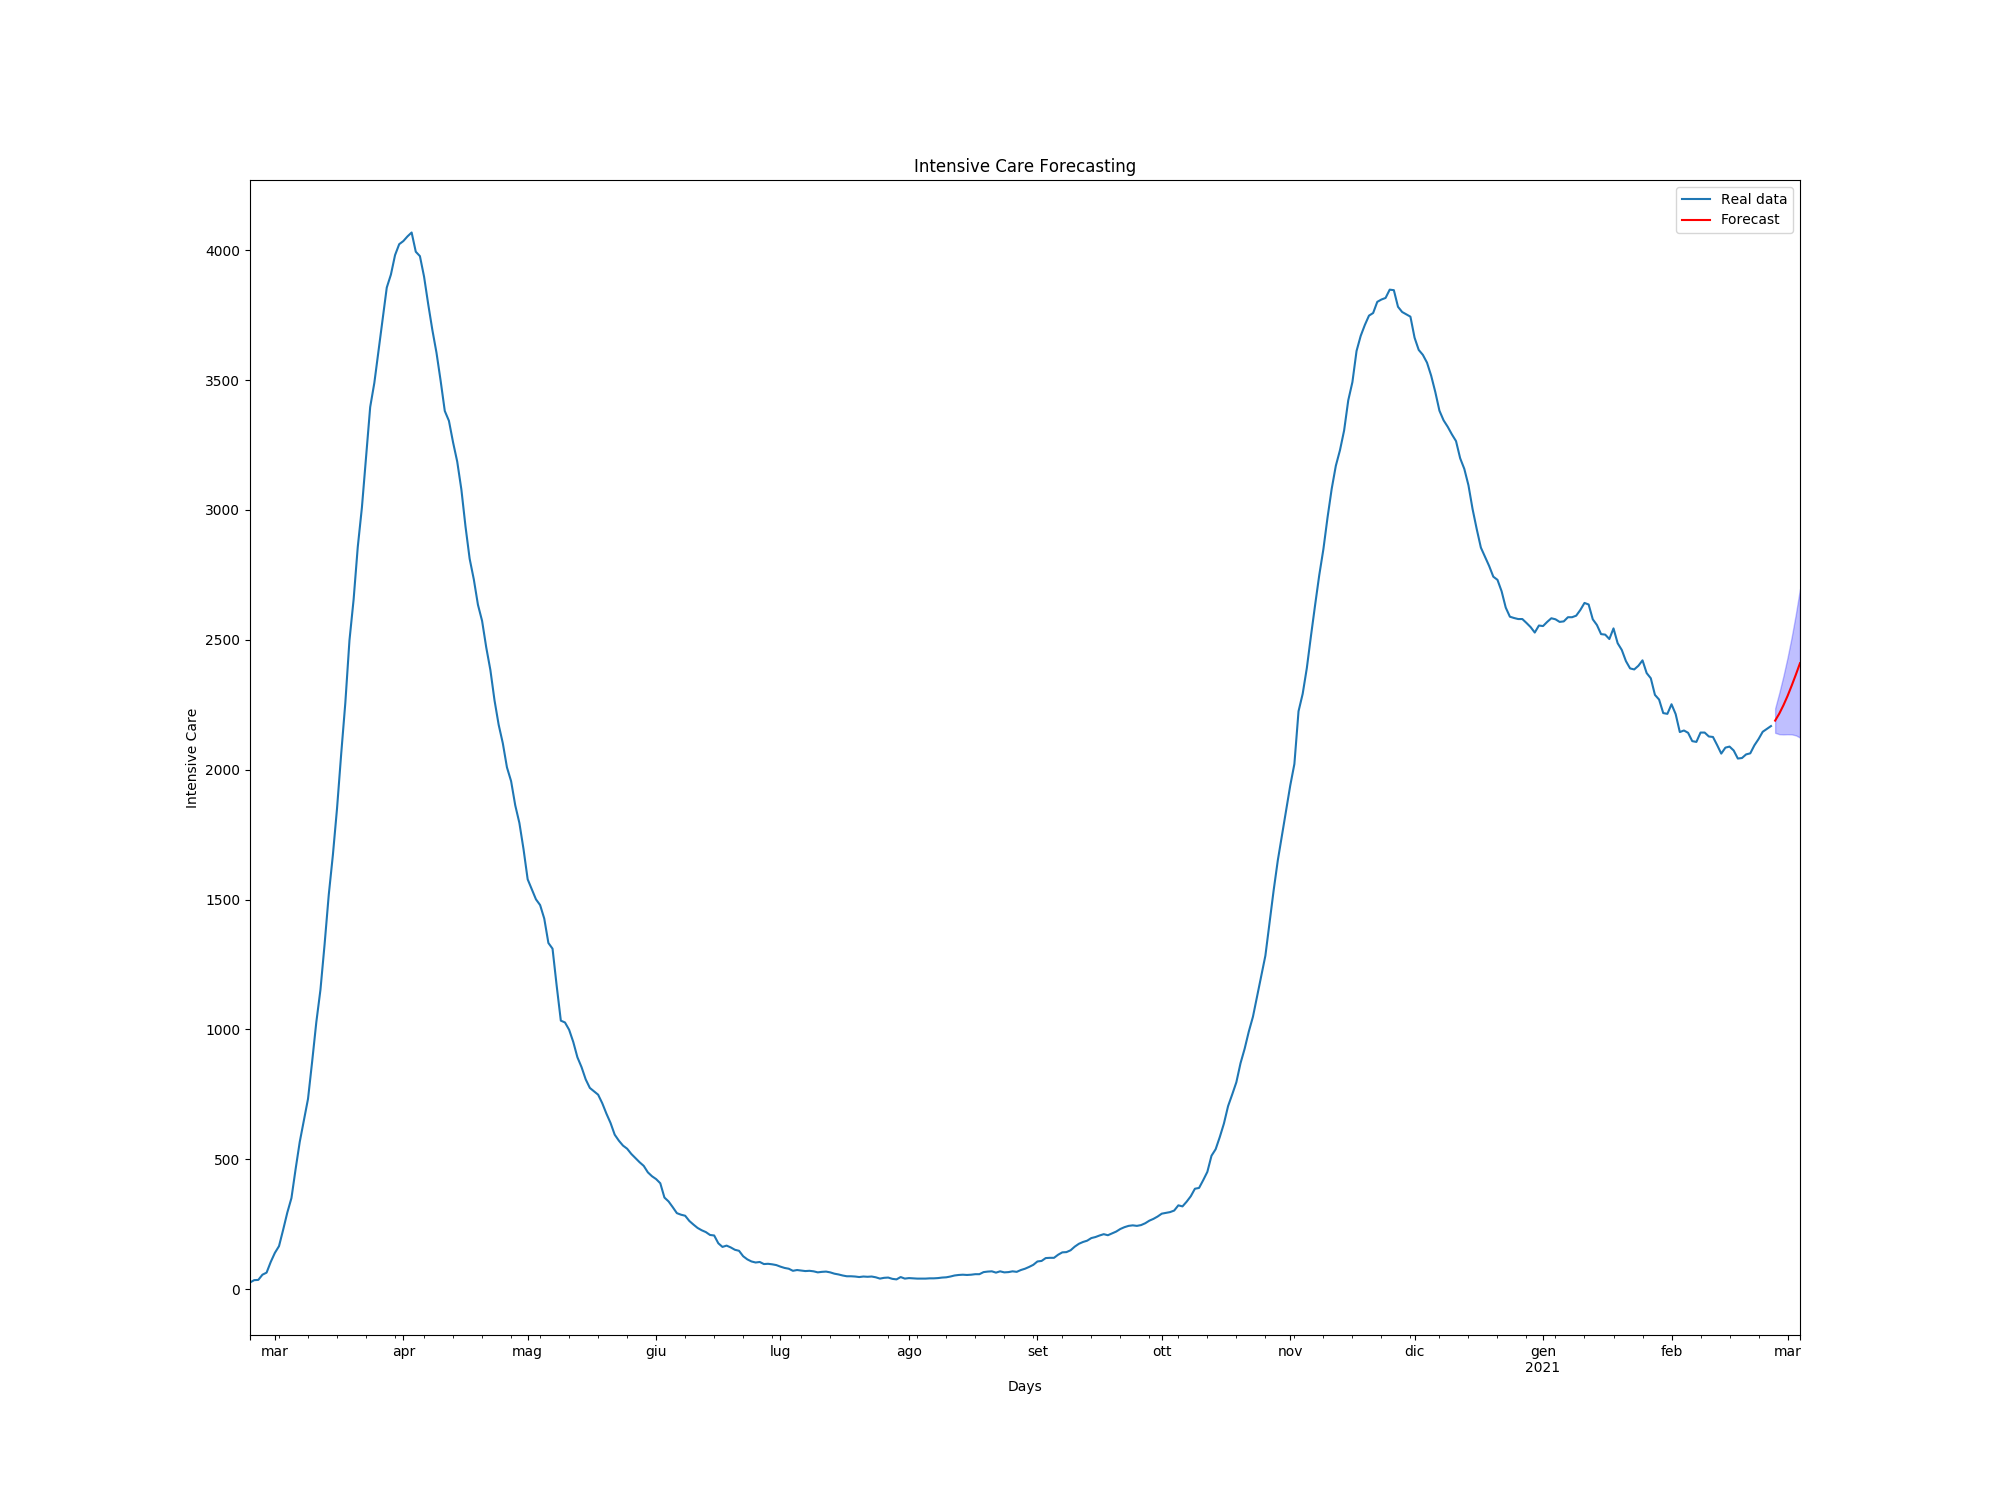 Intensive Care Forecasting
Real data
Forecast
4000
3500
3000
2500
2000
1500
1000
500
0
Intensive Care
mar apr mag giu lug ago set ott nov dic gen feb mar
2021
Days